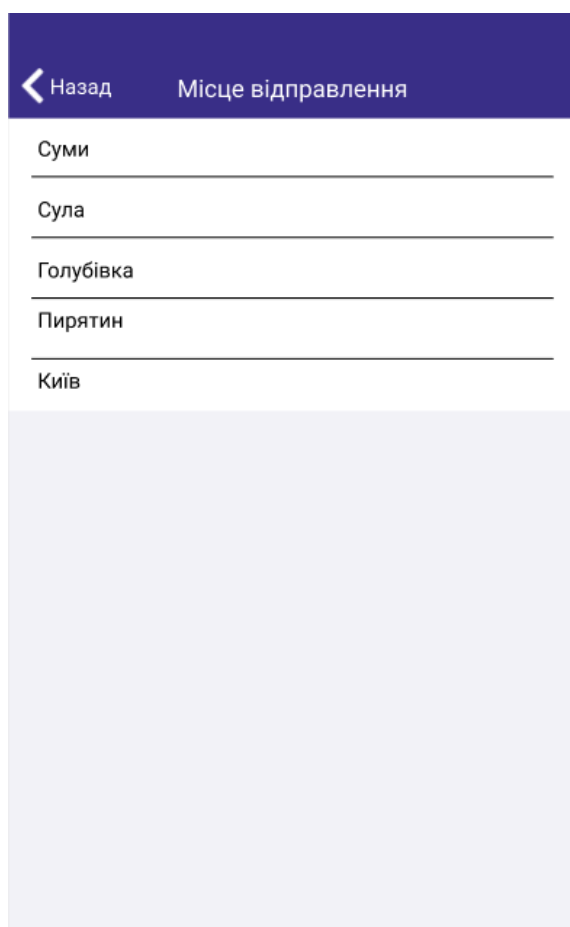 Назад Місце відправлення
Суми
Сула
Голубівка
Пирятин
Київ